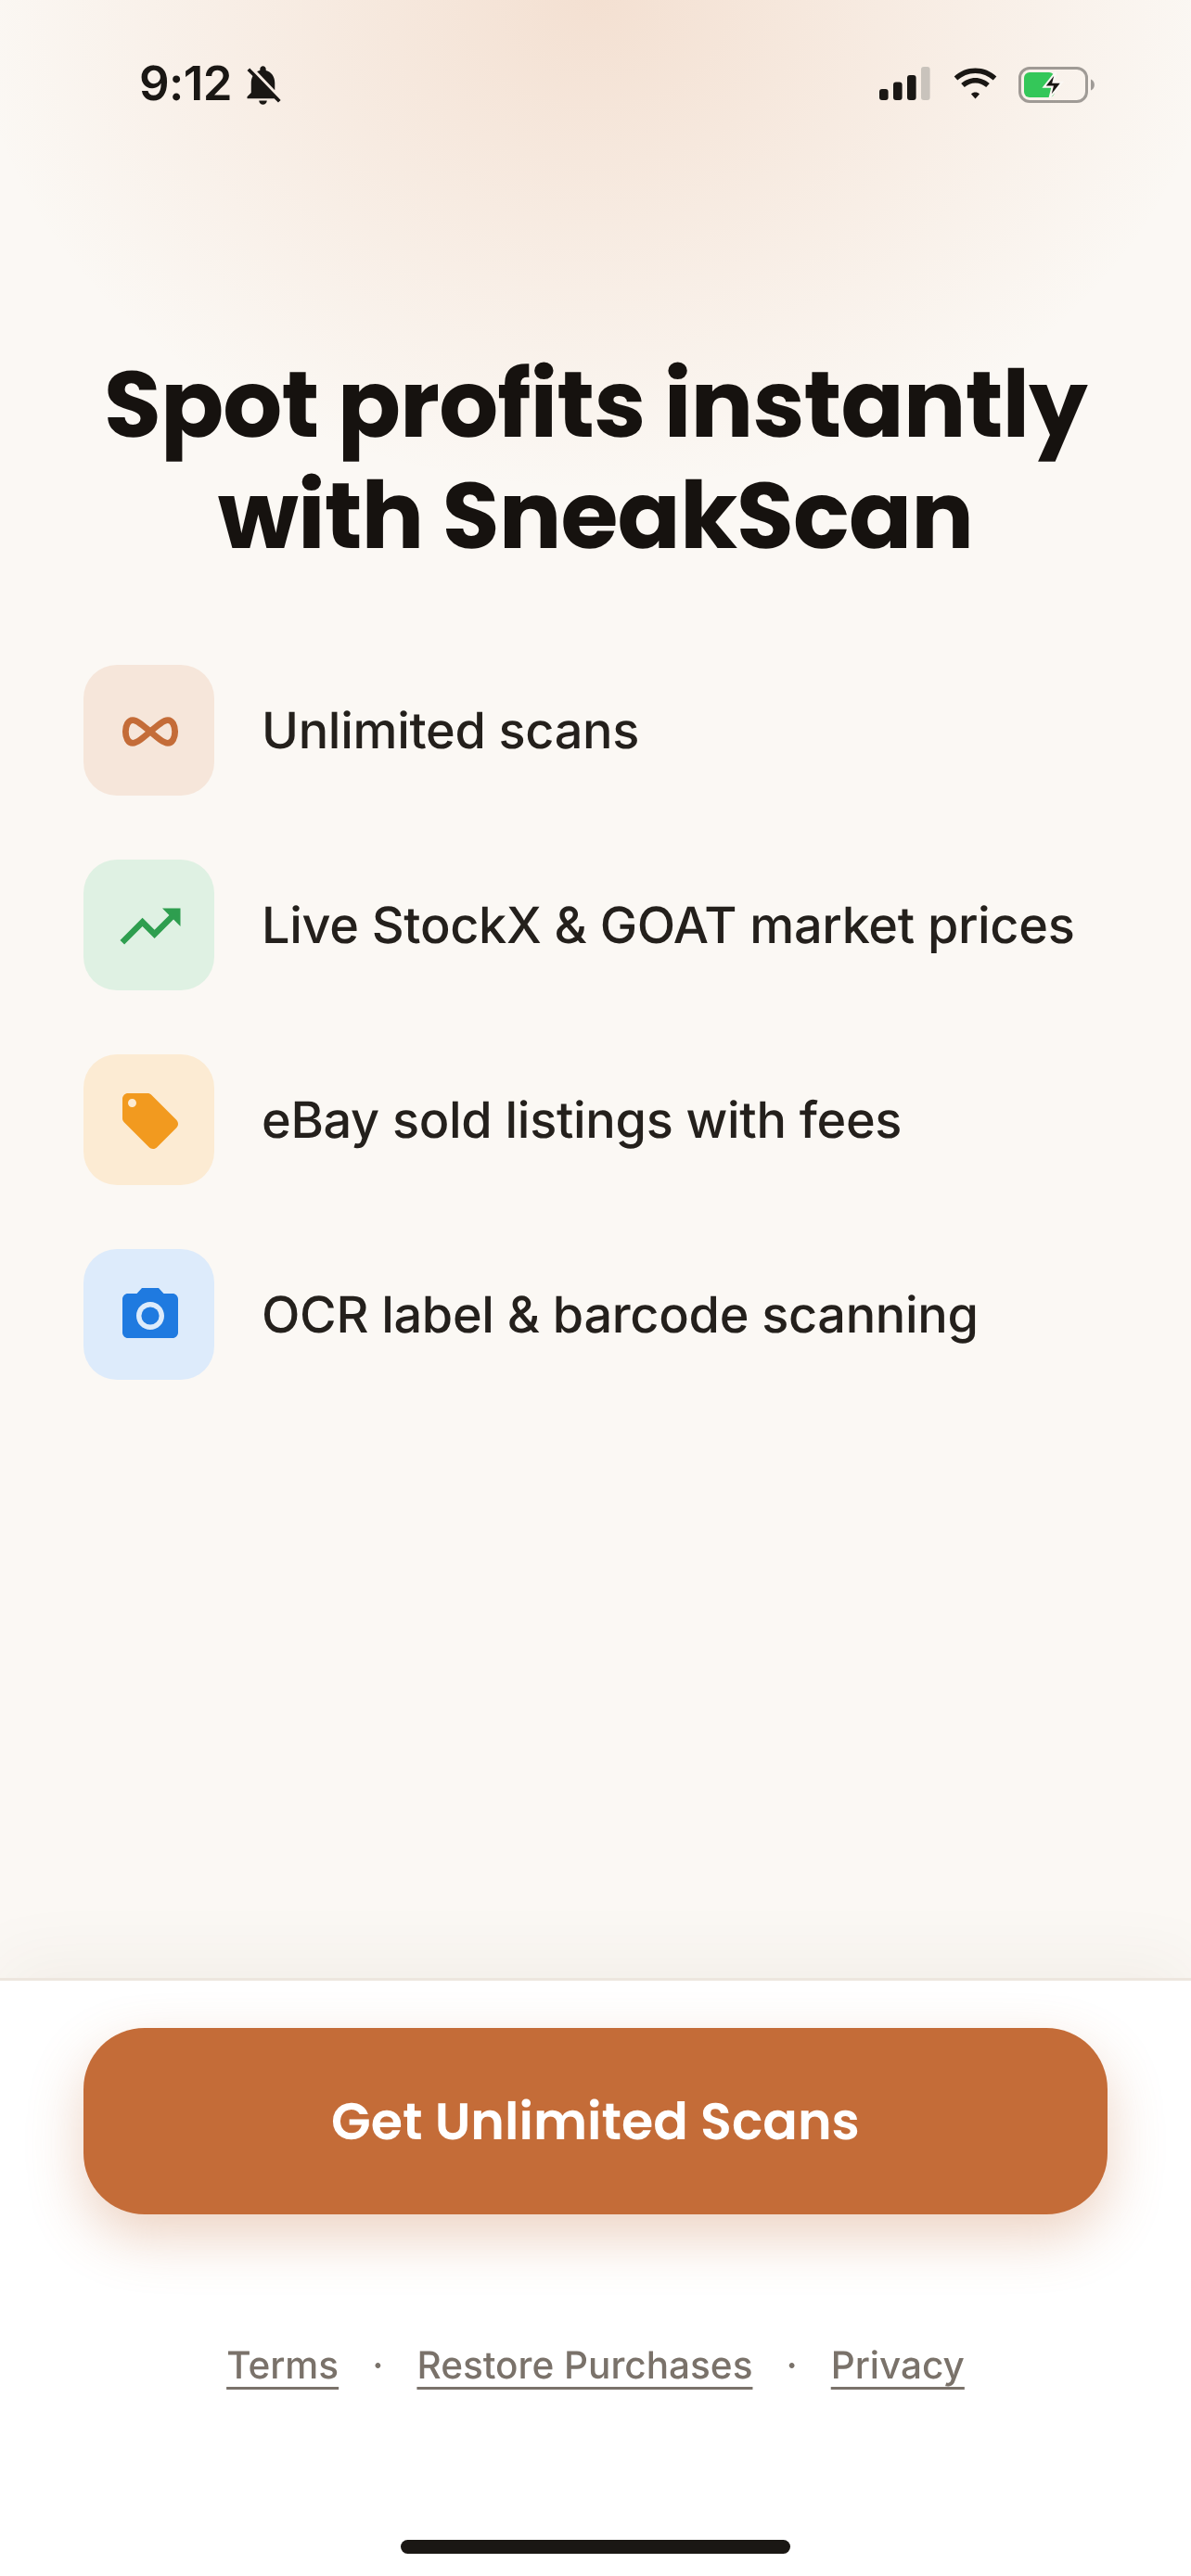 9:12
Spot profits instantly
with SneakScan
Unlimited scans
Live StockX & GOAT market prices
eBay sold listings with fees
OCR label & barcode scanning
Get Unlimited Scans
Terms · Restore Purchases · Privacy